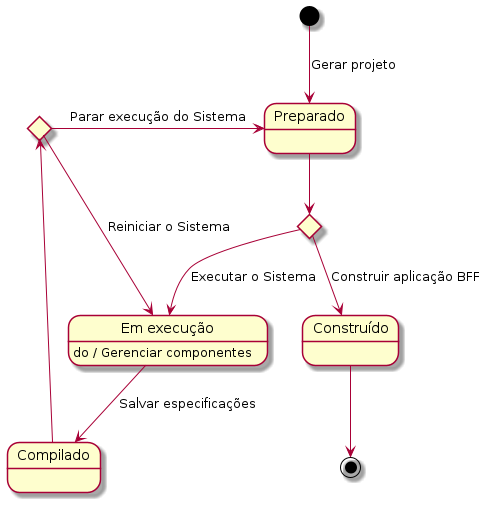 Gerar projeto
Parar execução do Sistema
Preparado
Reiniciar o Sistema
Executar o Sistema
Construir aplicação BFF
Em execução
do / Gerenciar componentes
Construído
Salvar especificações
Compilado